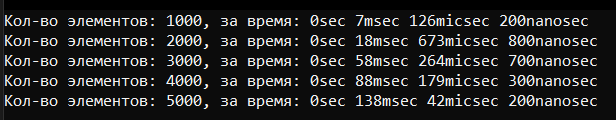 Кол-во элементов: 1000, за время: 0sec 7msec 126micsec 200nanosec
Кол-во элементов: 2000, за время: 0sec 18msec 673micsec 800nanosec
Кол-во элементов: 3000, за время: 0sec 58msec 264micsec 700nanosec
Кол-во элементов: 4000, за время: 0sec 88msec 179micsec 300nanosec
Кол-во элементов: 5000, за время: 0sec 138msec 42micsec 200nanosec